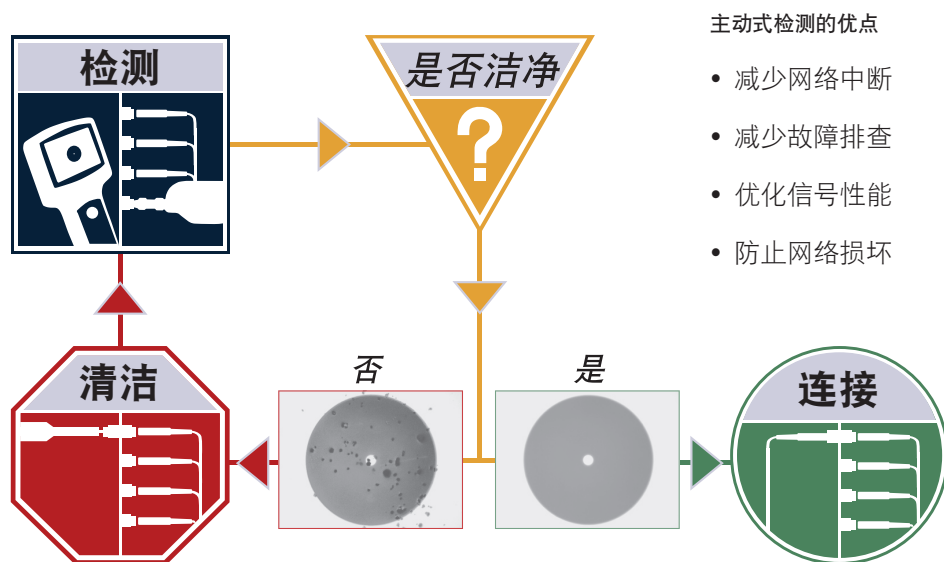 检测
是否洁净
?
主动式检测的优点
• 减少网络中断
• 减少故障排查
• 优化信号性能
• 防止网络损坏
清洁
否
是
连接